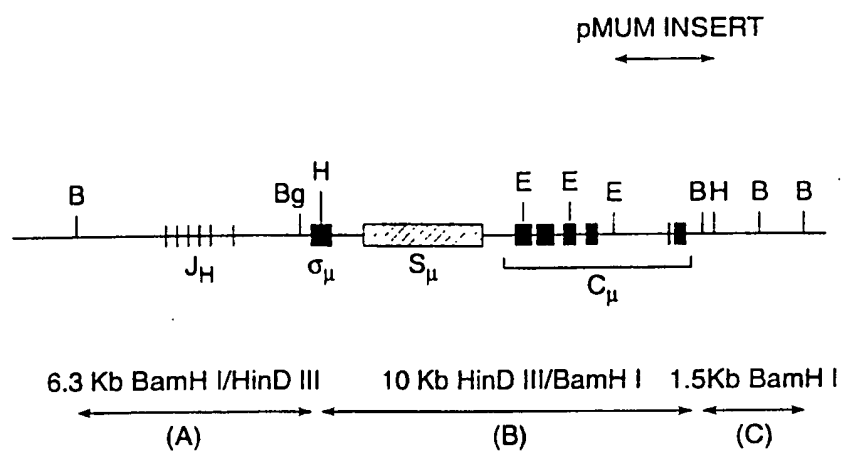 pMUM INSERT
B Bg H E E E B H B B
J_H σ_μ S_μ C_μ
6.3 Kb BamH I/HinD III 10 Kb HinD III/BamH I 1.5Kb BamH I
(A) (B) (C)